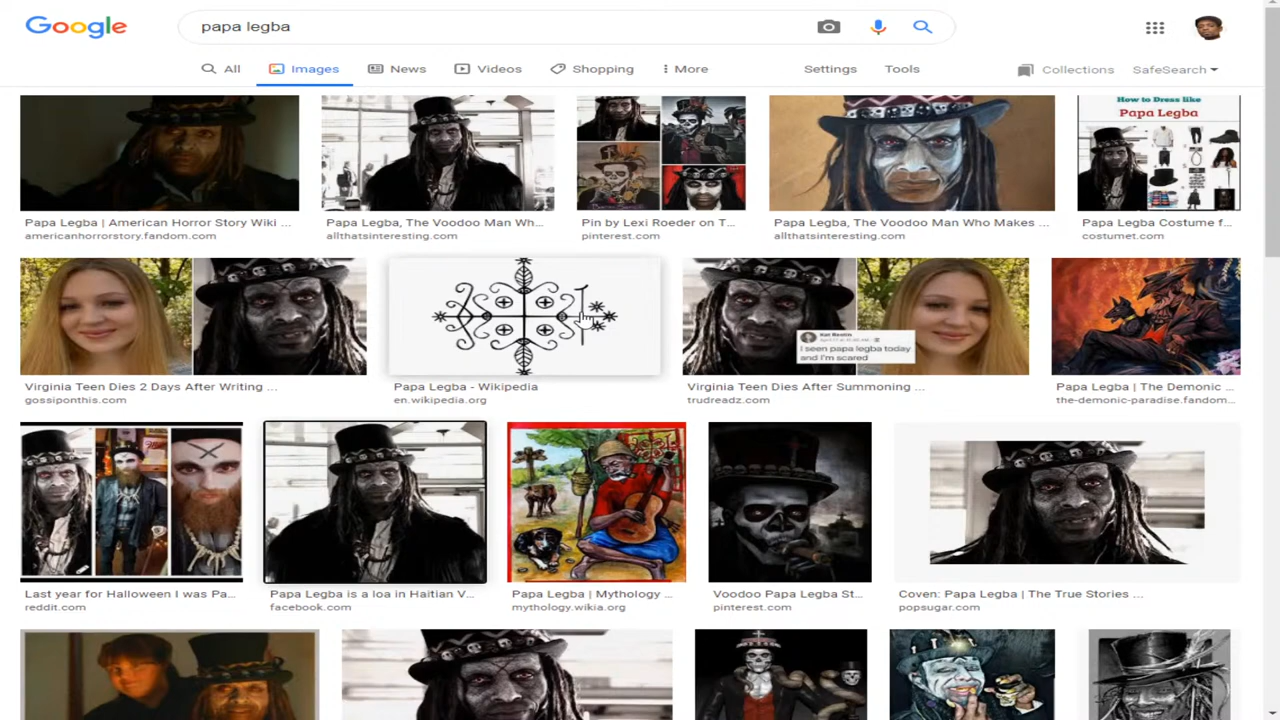 Google
papa legba
All
Images
News
Videos
Shopping
More
Settings
Tools
Collections
SafeSearch
How to Dress like
Papa Legba
Papa Legba | American Horror Story Wiki ...
americanhorrorstory.fandom.com
Papa Legba, The Voodoo Man Wh...
allthatsinteresting.com
Pin by Lexi Roeder on T...
pinterest.com
Papa Legba, The Voodoo Man Who Makes ...
allthatsinteresting.com
Papa Legba Costume f...
costumet.com
I seen papa legba today
and I'm scared
Virginia Teen Dies 2 Days After Writing ...
gossiponthis.com
Papa Legba - Wikipedia
en.wikipedia.org
Virginia Teen Dies After Summoning ...
trudreadz.com
Papa Legba | The Demonic ...
the-demonic-paradise.fandom...
Last year for Halloween I was Pa...
reddit.com
Papa Legba is a loa in Haitian V...
facebook.com
Papa Legba | Mythology ...
mythology.wikia.org
Voodoo Papa Legba St...
pinterest.com
Coven: Papa Legba | The True Stories ...
popsugar.com